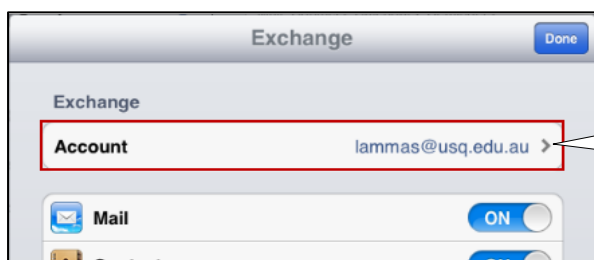 Exchange
Done
Exchange
Account lammas@usq.edu.au
Mail ON